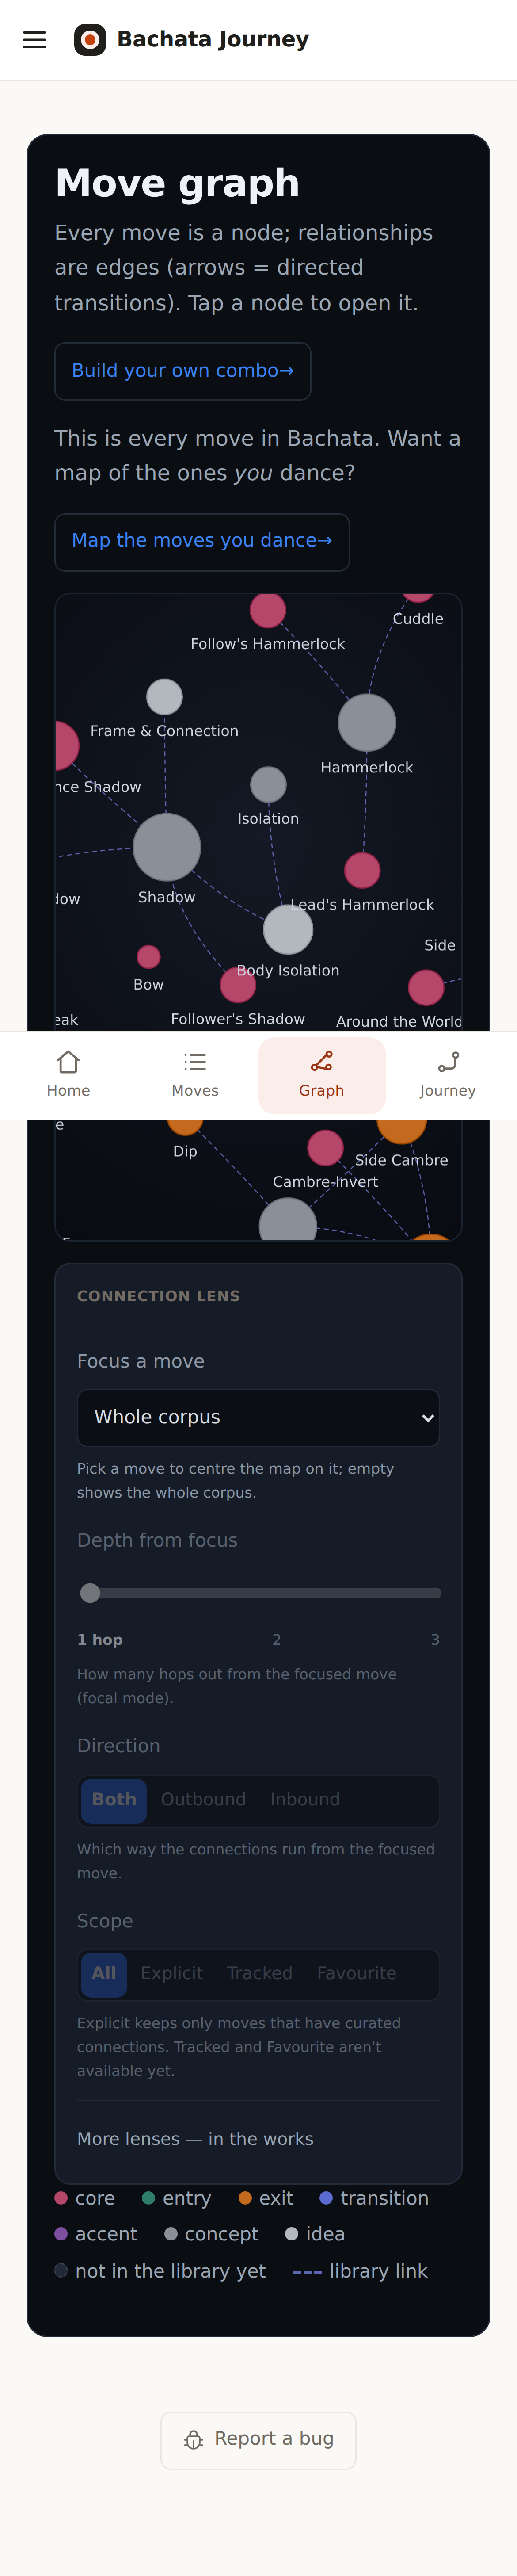 Bachata Journey
Move graph
Every move is a node; relationships
are edges (arrows = directed
transitions). Tap a node to open it.
Build your own combo→
This is every move in Bachata. Want a
map of the ones you dance?
Map the moves you dance→
Cuddle
Follow's Hammerlock
Frame & Connection
Hammerlock
nce Shadow
Isolation
Shadow
dow
Lead's Hammerlock
Side
Body Isolation
Bow
Follower's Shadow
Around the World
eak
Home
Moves
Graph
Journey
e
Dip
Side Cambre
Cambre-Invert
CONNECTION LENS
Focus a move
Whole corpus
Pick a move to centre the map on it; empty
shows the whole corpus.
Depth from focus
1 hop 2 3
How many hops out from the focused move
(focal mode).
Direction
Both Outbound Inbound
Which way the connections run from the focused
move.
Scope
All Explicit Tracked Favourite
Explicit keeps only moves that have curated
connections. Tracked and Favourite aren't
available yet.
More lenses — in the works
core entry exit transition
accent concept idea
not in the library yet library link
Report a bug